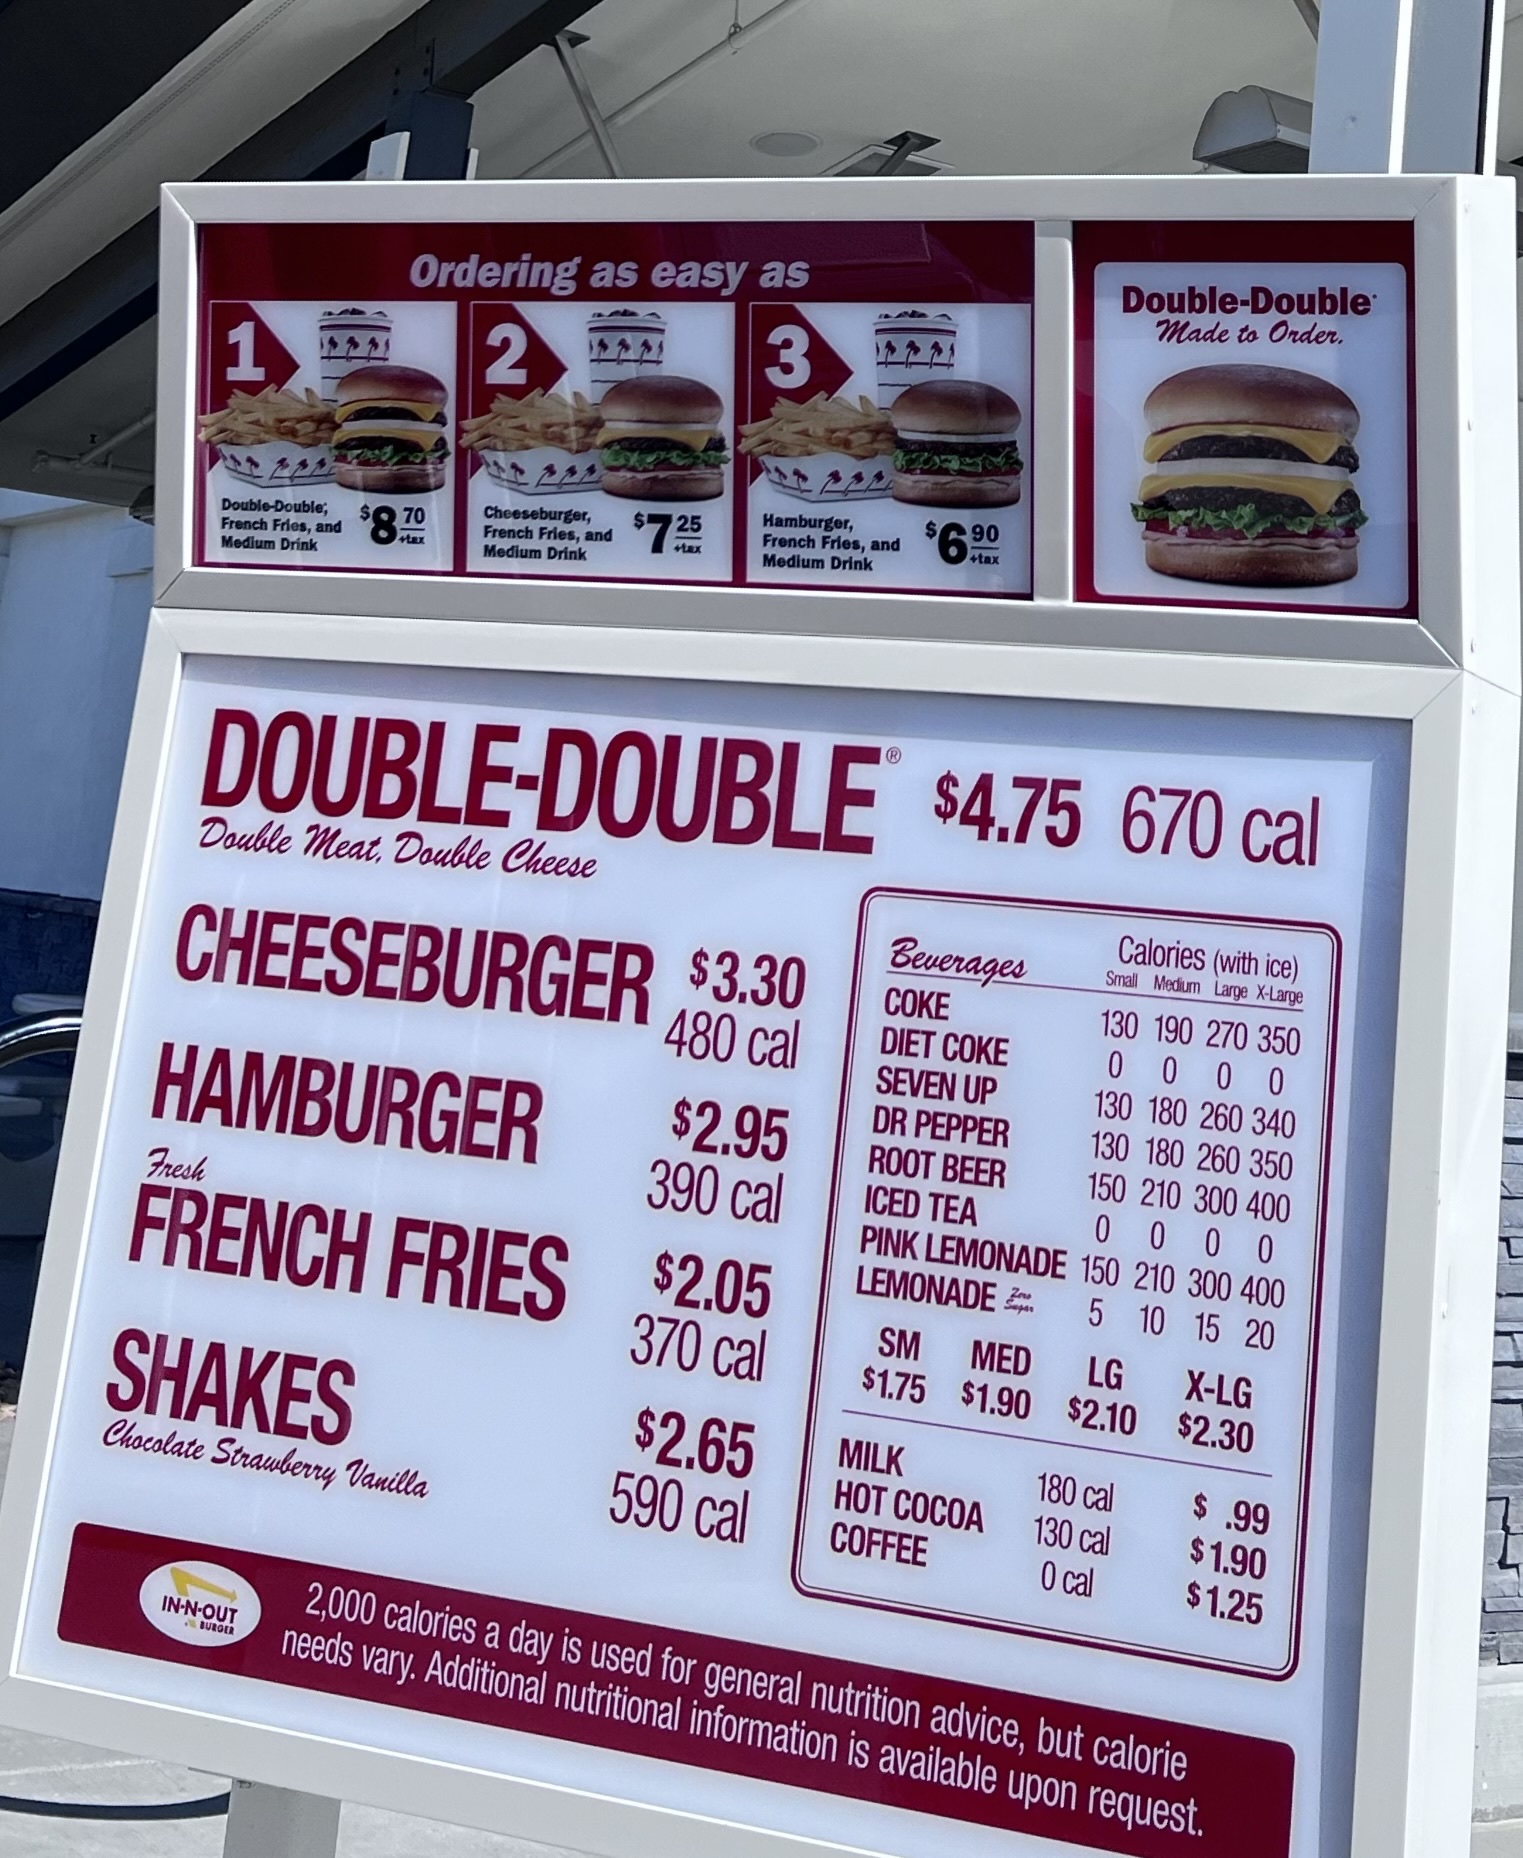 Ordering as easy as
1
Double-Double®,
French Fries, and
Medium Drink
$8 70
+tax
2
Cheeseburger,
French Fries, and
Medium Drink
$7 25
+tax
3
Hamburger,
French Fries, and
Medium Drink
$6 90
+tax
Double-Double®
Made to Order.
DOUBLE-DOUBLE® $4.75 670 cal
Double Meat, Double Cheese
CHEESEBURGER $3.30
480 cal
HAMBURGER $2.95
390 cal
Fresh
FRENCH FRIES $2.05
370 cal
SHAKES $2.65
Chocolate Strawberry Vanilla 590 cal
Beverages Calories (with ice)
Small Medium Large X-Large
COKE 130 190 270 350
DIET COKE 0 0 0 0
SEVEN UP 130 180 260 340
DR PEPPER 130 180 260 350
ROOT BEER 150 210 300 400
ICED TEA 0 0 0 0
PINK LEMONADE 150 210 300 400
LEMONADE Zero Sugar 5 10 15 20
SM MED LG X-LG
$1.75 $1.90 $2.10 $2.30
MILK 180 cal $ .99
HOT COCOA 130 cal $1.90
COFFEE 0 cal $1.25
IN-N-OUT
BURGER
2,000 calories a day is used for general nutrition advice, but calorie
needs vary. Additional nutritional information is available upon request.